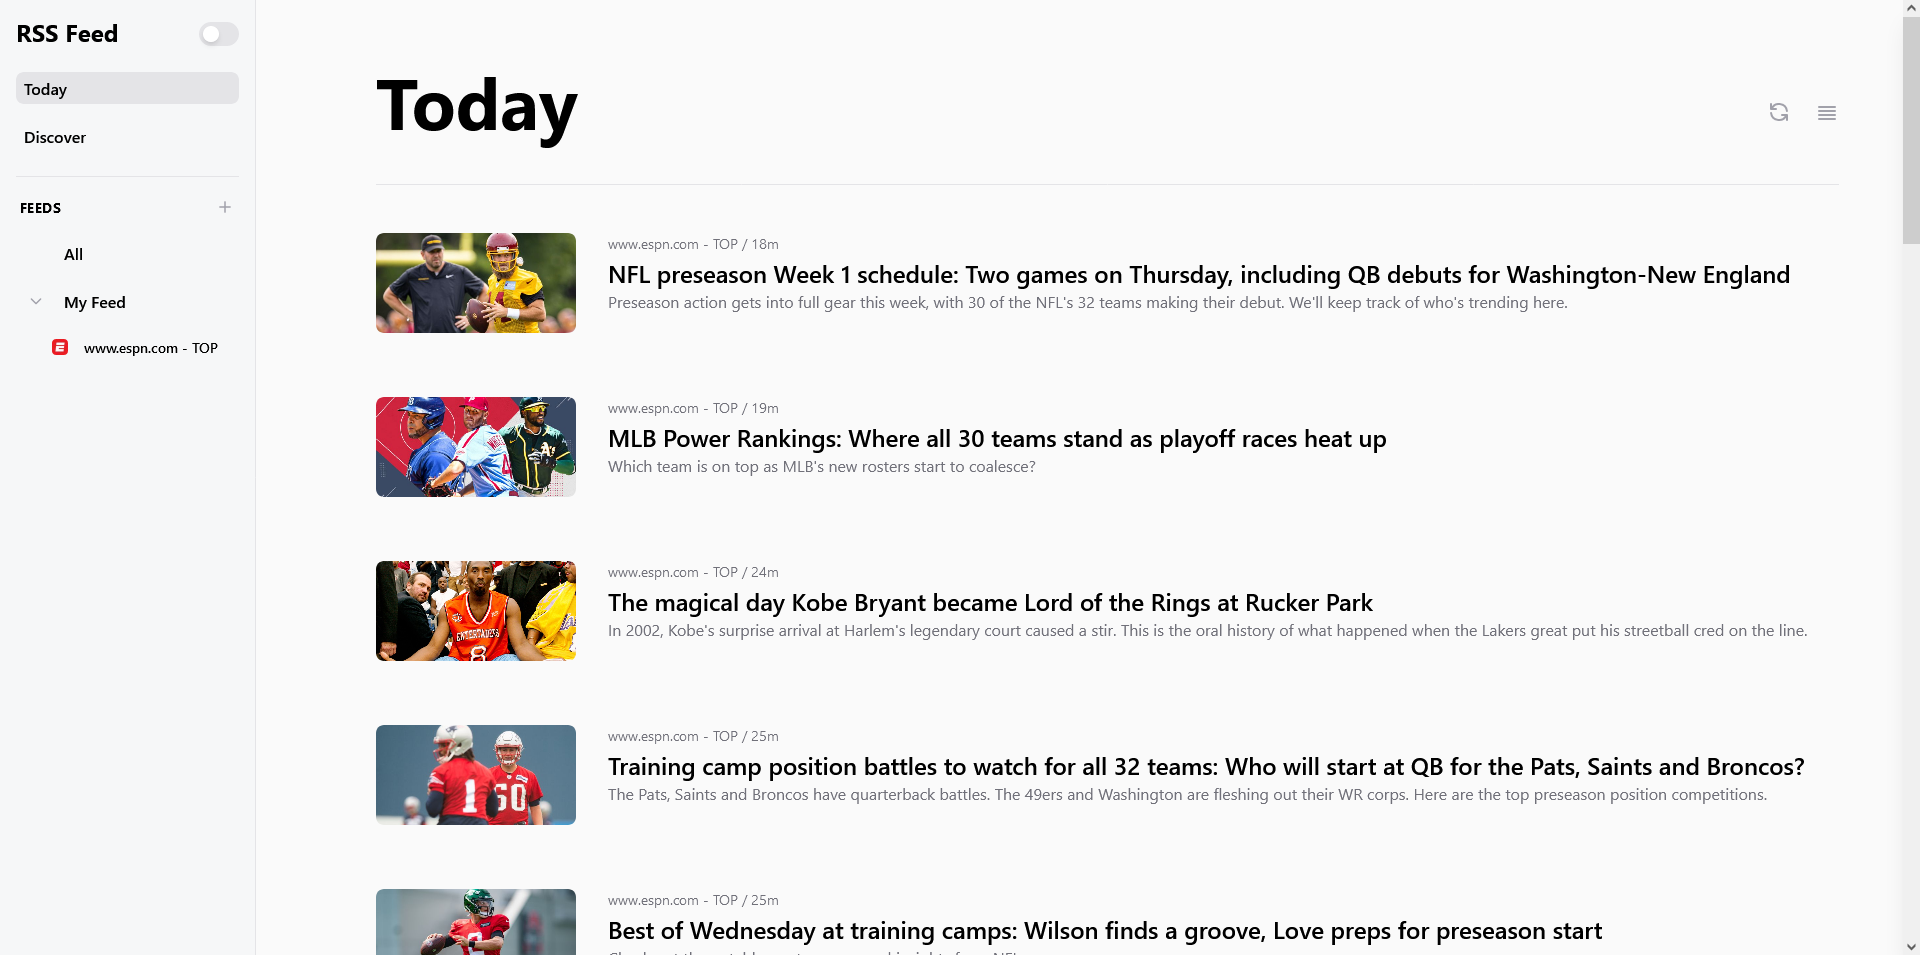 RSS Feed
Today
Discover
FEEDS
All
My Feed
www.espn.com - TOP
Today
www.espn.com - TOP / 18m
NFL preseason Week 1 schedule: Two games on Thursday, including QB debuts for Washington-New England
Preseason action gets into full gear this week, with 30 of the NFL's 32 teams making their debut. We'll keep track of who's trending here.
www.espn.com - TOP / 19m
MLB Power Rankings: Where all 30 teams stand as playoff races heat up
Which team is on top as MLB's new rosters start to coalesce?
www.espn.com - TOP / 24m
The magical day Kobe Bryant became Lord of the Rings at Rucker Park
In 2002, Kobe's surprise arrival at Harlem's legendary court caused a stir. This is the oral history of what happened when the Lakers great put his streetball cred on the line.
ENTERTAINERS
8
www.espn.com - TOP / 25m
Training camp position battles to watch for all 32 teams: Who will start at QB for the Pats, Saints and Broncos?
The Pats, Saints and Broncos have quarterback battles. The 49ers and Washington are fleshing out their WR corps. Here are the top preseason position competitions.
1
50
www.espn.com - TOP / 25m
Best of Wednesday at training camps: Wilson finds a groove, Love preps for preseason start